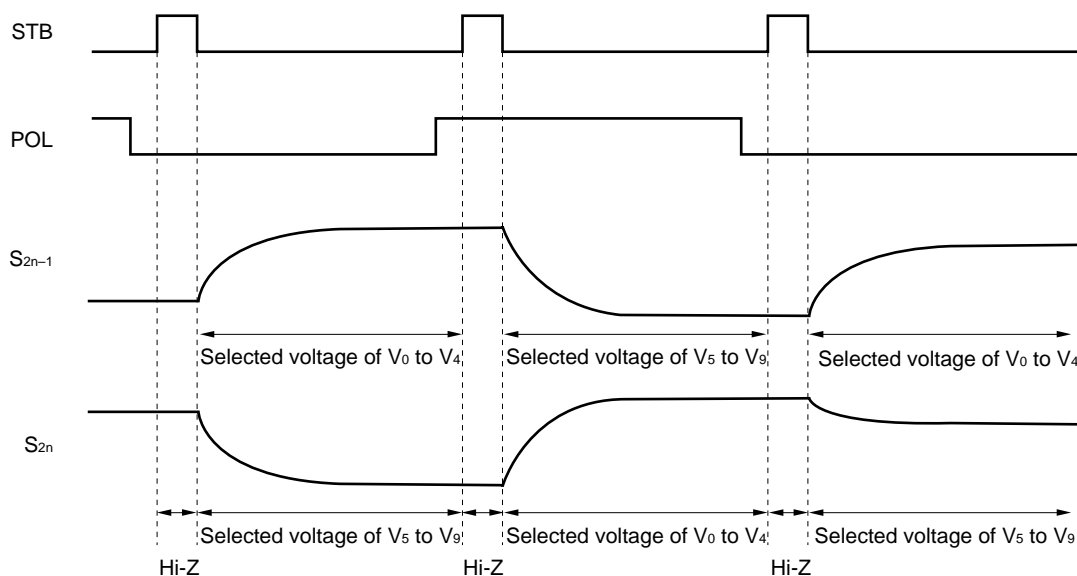 STB
POL
S2n–1
Selected voltage of V0 to V4
Selected voltage of V5 to V9
Selected voltage of V0 to V4
S2n
Selected voltage of V5 to V9
Selected voltage of V0 to V4
Selected voltage of V5 to V9
Hi-Z
Hi-Z
Hi-Z